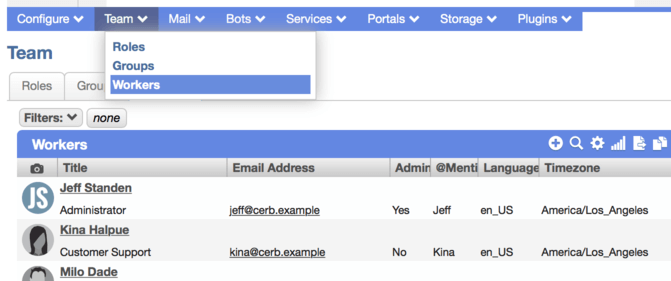 Configure Team Mail Bots Services Portals Storage Plugins
Team
Roles
Groups
Workers
Roles Grou
Filters: none
Workers
Title Email Address Admin @Menti Language Timezone
JS Jeff Standen
Administrator jeff@cerb.example Yes Jeff en_US America/Los_Angeles
Kina Halpue
Customer Support kina@cerb.example No Kina en_US America/Los_Angeles
Milo Dade